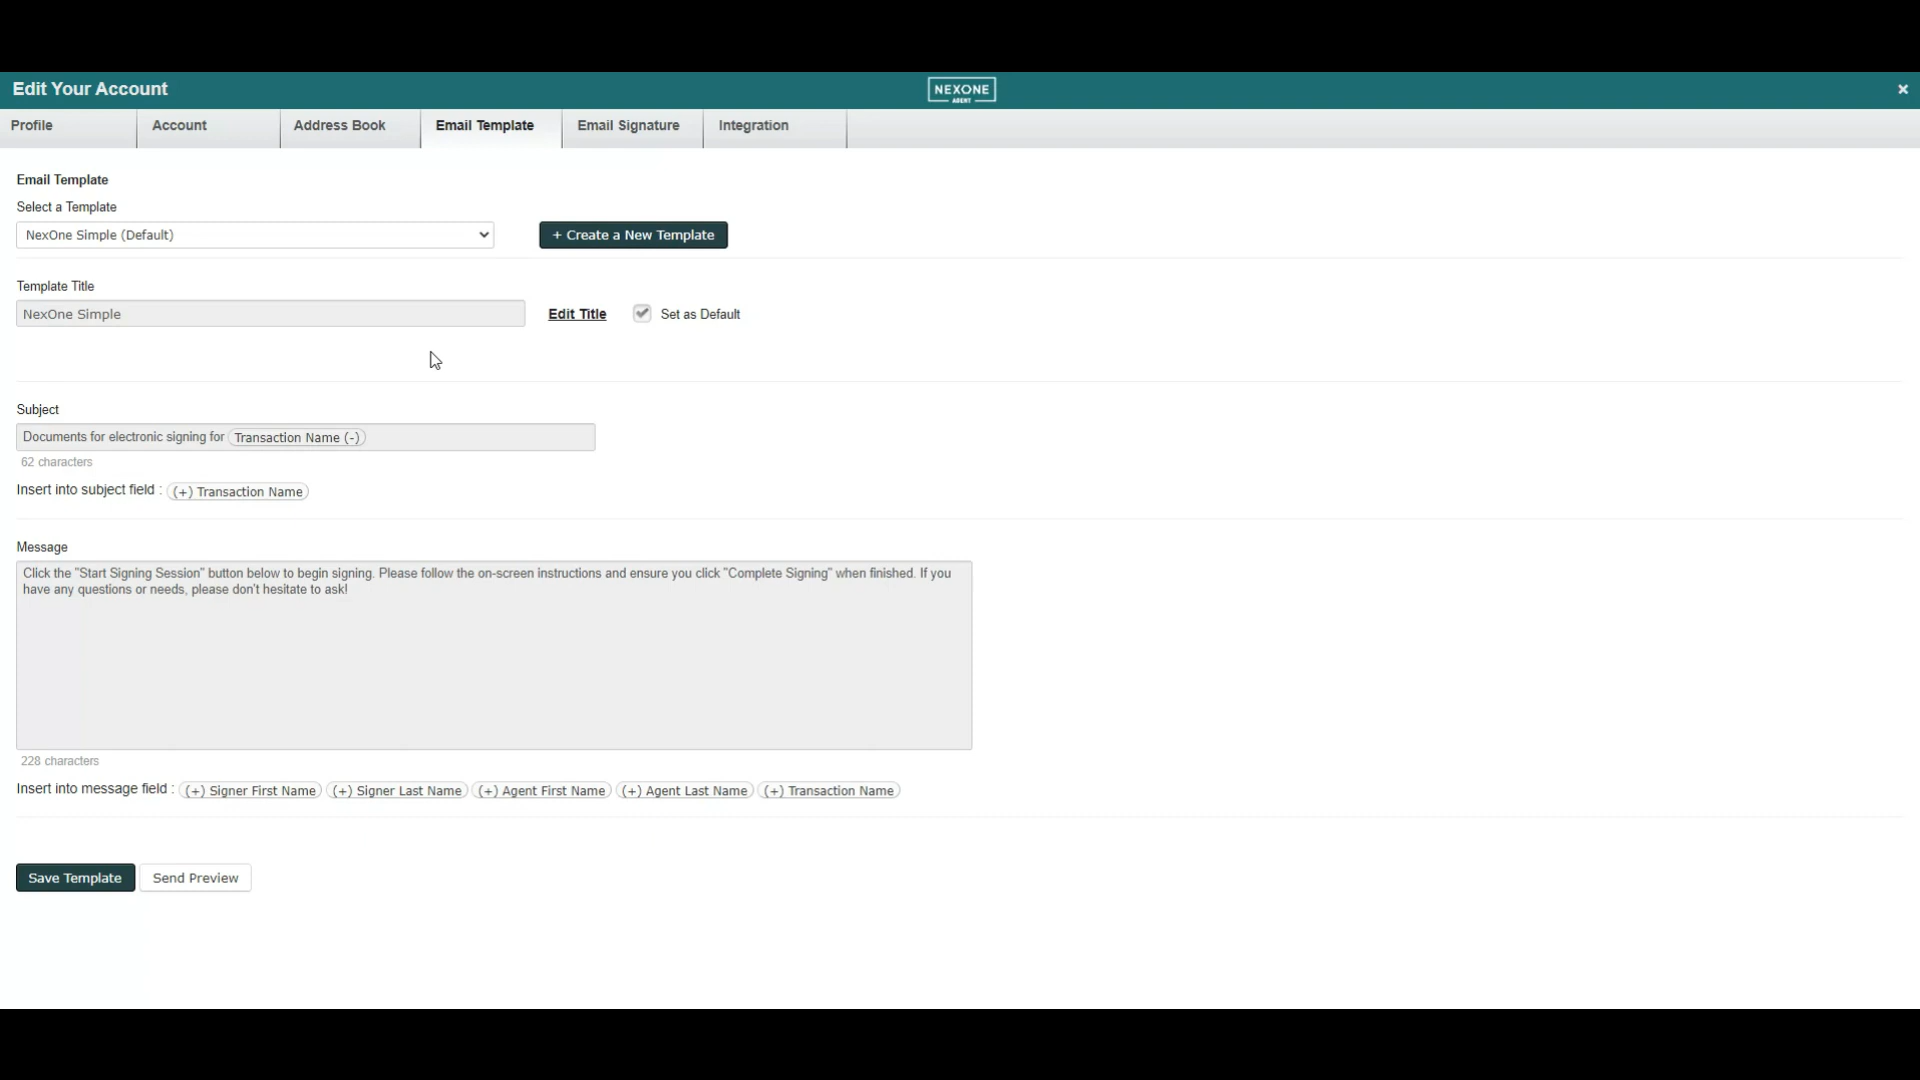 Edit Your Account
NEXONE
AGENT
×
Profile
Account
Address Book
Email Template
Email Signature
Integration
Email Template
Select a Template
NexOne Simple (Default)
+ Create a New Template
Template Title
NexOne Simple
Edit Title
Set as Default
Subject
Documents for electronic signing for Transaction Name (-)
62 characters
Insert into subject field : (+) Transaction Name
Message
Click the "Start Signing Session" button below to begin signing. Please follow the on-screen instructions and ensure you click "Complete Signing" when finished. If you
have any questions or needs, please don't hesitate to ask!
228 characters
Insert into message field : (+) Signer First Name (+) Signer Last Name (+) Agent First Name (+) Agent Last Name (+) Transaction Name
Save Template
Send Preview